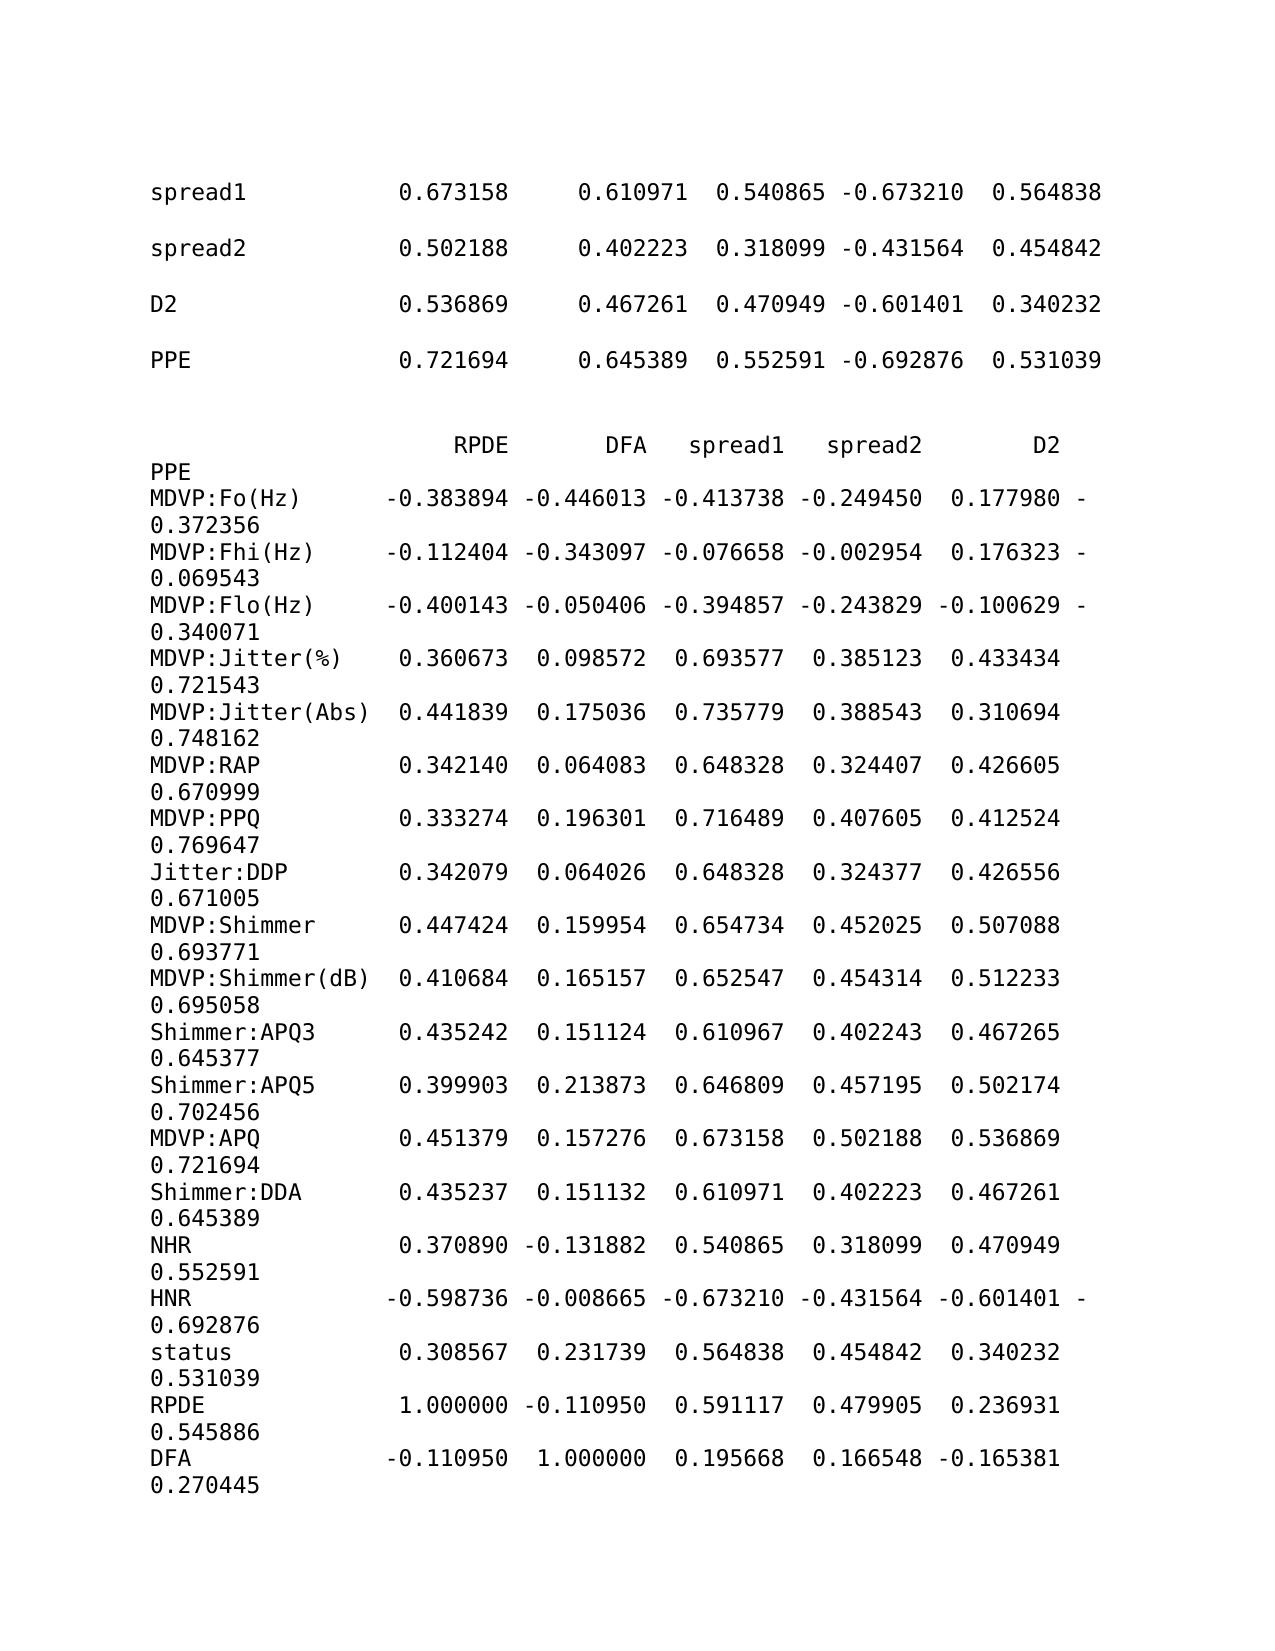 spread1 0.673158 0.610971 0.540865 -0.673210 0.564838
spread2 0.502188 0.402223 0.318099 -0.431564 0.454842
D2 0.536869 0.467261 0.470949 -0.601401 0.340232
PPE 0.721694 0.645389 0.552591 -0.692876 0.531039
RPDE DFA spread1 spread2 D2
PPE
MDVP:Fo(Hz) -0.383894 -0.446013 -0.413738 -0.249450 0.177980 -
0.372356
MDVP:Fhi(Hz) -0.112404 -0.343097 -0.076658 -0.002954 0.176323 -
0.069543
MDVP:Flo(Hz) -0.400143 -0.050406 -0.394857 -0.243829 -0.100629 -
0.340071
MDVP:Jitter(%) 0.360673 0.098572 0.693577 0.385123 0.433434
0.721543
MDVP:Jitter(Abs) 0.441839 0.175036 0.735779 0.388543 0.310694
0.748162
MDVP:RAP 0.342140 0.064083 0.648328 0.324407 0.426605
0.670999
MDVP:PPQ 0.333274 0.196301 0.716489 0.407605 0.412524
0.769647
Jitter:DDP 0.342079 0.064026 0.648328 0.324377 0.426556
0.671005
MDVP:Shimmer 0.447424 0.159954 0.654734 0.452025 0.507088
0.693771
MDVP:Shimmer(dB) 0.410684 0.165157 0.652547 0.454314 0.512233
0.695058
Shimmer:APQ3 0.435242 0.151124 0.610967 0.402243 0.467265
0.645377
Shimmer:APQ5 0.399903 0.213873 0.646809 0.457195 0.502174
0.702456
MDVP:APQ 0.451379 0.157276 0.673158 0.502188 0.536869
0.721694
Shimmer:DDA 0.435237 0.151132 0.610971 0.402223 0.467261
0.645389
NHR 0.370890 -0.131882 0.540865 0.318099 0.470949
0.552591
HNR -0.598736 -0.008665 -0.673210 -0.431564 -0.601401 -
0.692876
status 0.308567 0.231739 0.564838 0.454842 0.340232
0.531039
RPDE 1.000000 -0.110950 0.591117 0.479905 0.236931
0.545886
DFA -0.110950 1.000000 0.195668 0.166548 -0.165381
0.270445